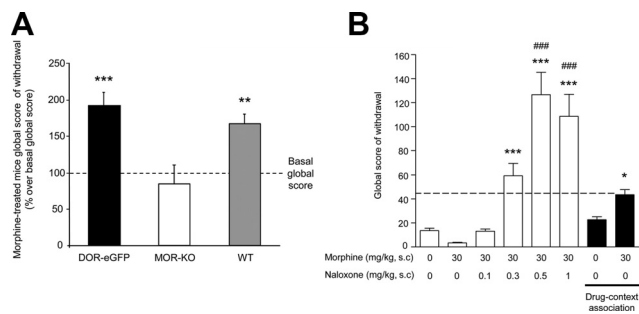 A
Morphine-treated mice global score of withdrawal
(% over basal global score)
250
200
150
100
50
0
***
**
Basal
global
score
DOR-eGFP
MOR-KO
WT
B
Global score of withdrawal
160
140
120
100
80
60
40
20
0
***
###
***
###
***
*
Morphine (mg/kg, s.c) 0 30 30 30 30 30 0 30
Naloxone (mg/kg, s.c) 0 0 0.1 0.3 0.5 1 0 0
Drug-context
association